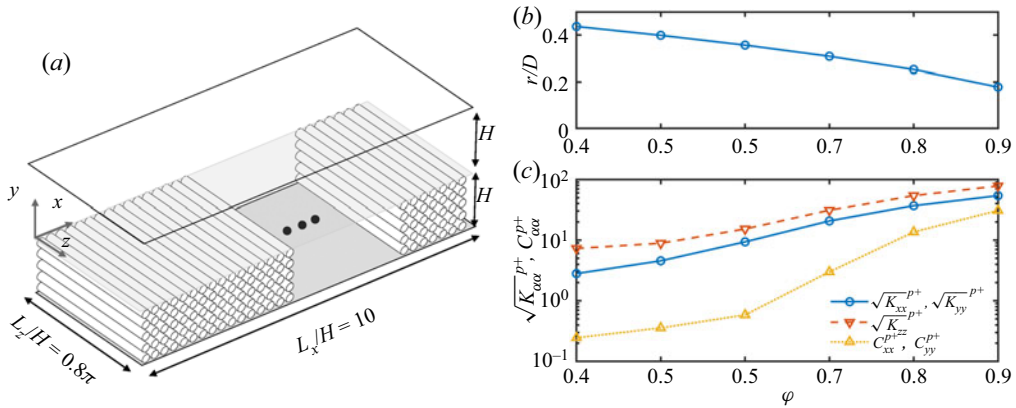 (a)
H
H
y
x
z
L_z/H = 0.8π
L_x/H = 10
(b)
r/D
0.4
0.2
0
0.4 0.5 0.5 0.7 0.8 0.9
(c)
√K_αα^p+, C_αα^p+
10^2
10^1
10^0
10^−1
√K_xx^p+, √K_yy^p+
√K_zz^p+
C_xx^p+, C_yy^p+
0.4 0.5 0.5 0.7 0.8 0.9
φ